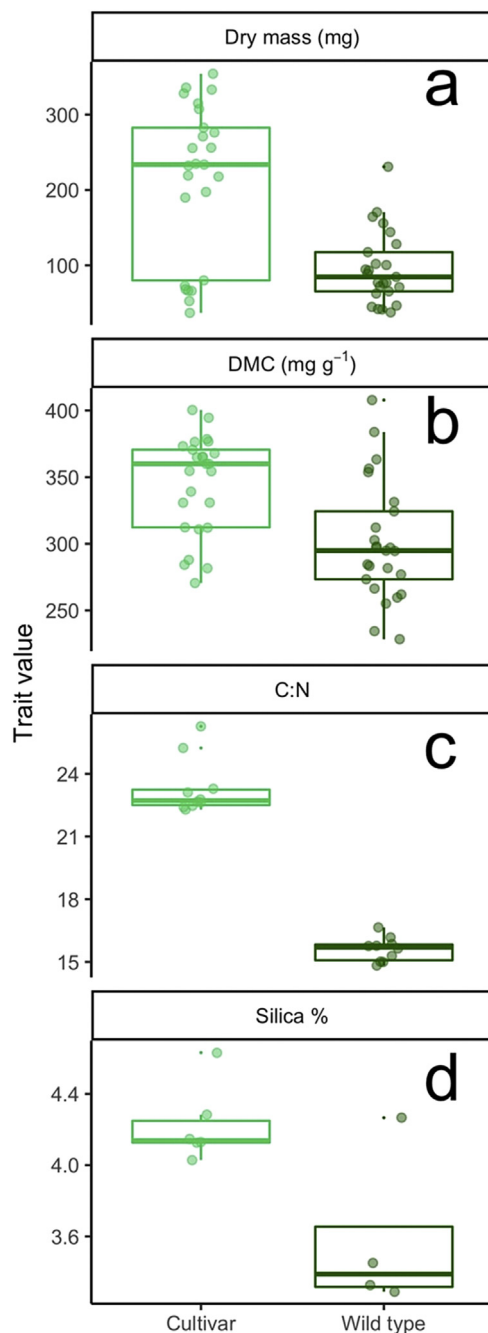 Dry mass (mg)
a
300
200
100
DMC (mg g⁻¹)
b
400
350
300
250
Trait value
C:N
c
24
21
18
15
Silica %
d
4.4
4.0
3.6
Cultivar Wild type